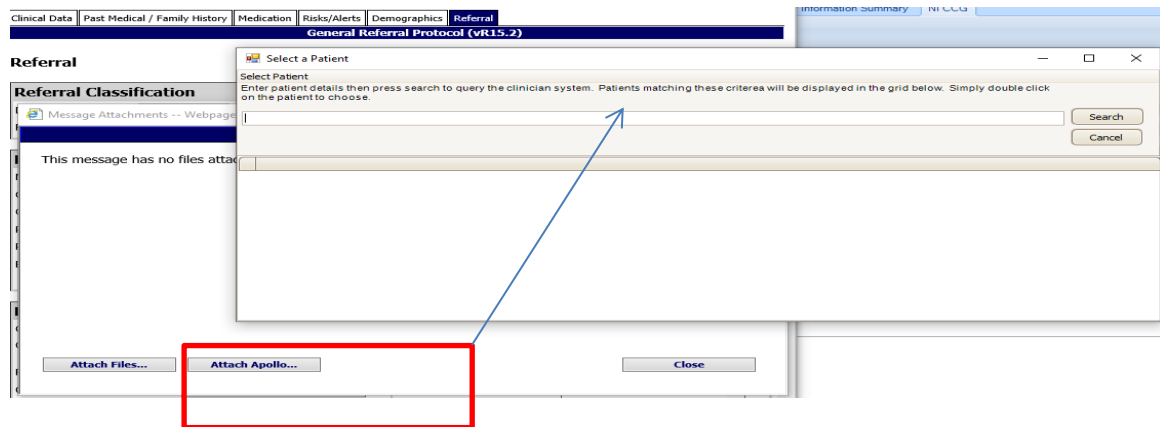 Information Summary NI CCG
Clinical Data Past Medical / Family History Medication Risks/Alerts Demographics Referral
General Referral Protocol (vR15.2)
Referral
Referral Classification
Message Attachments -- Webpage
This message has no files attac
Select a Patient
Select Patient
Enter patient details then press search to query the clinician system. Patients matching these criterea will be displayed in the grid below. Simply double click
on the patient to choose.
Search
Cancel
Attach Files... Attach Apollo... Close